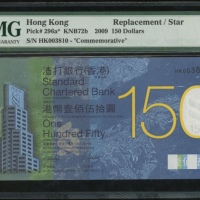 MG
Hong Kong
Replacement / Star
Pick# 296a* KNB72b 2009 150 Dollars
S/N HK003810 - "Commemorative"
渣打銀行(香港)
Standard
Chartered Bank
港幣壹佰伍拾圓
One
Hundred Fifty
150